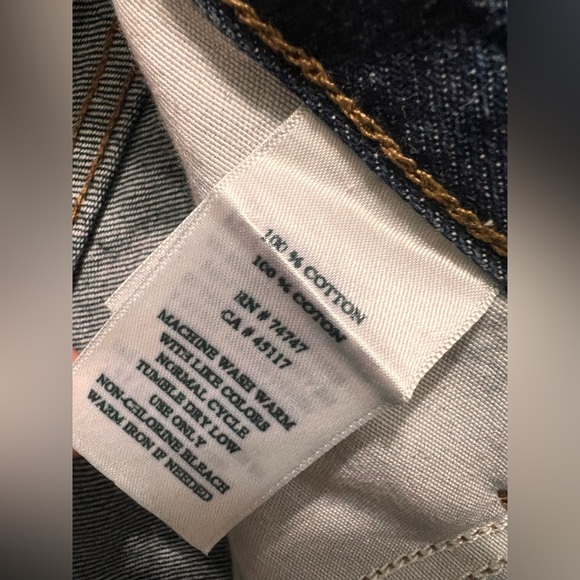 100 % COTTON
100 % COTON
RN # 74747
CA # 45117
MACHINE WASH WARM
WITH LIKE COLORS
NORMAL CYCLE
TUMBLE DRY LOW
USE ONLY
NON-CHLORINE BLEACH
WARM IRON IF NEEDED